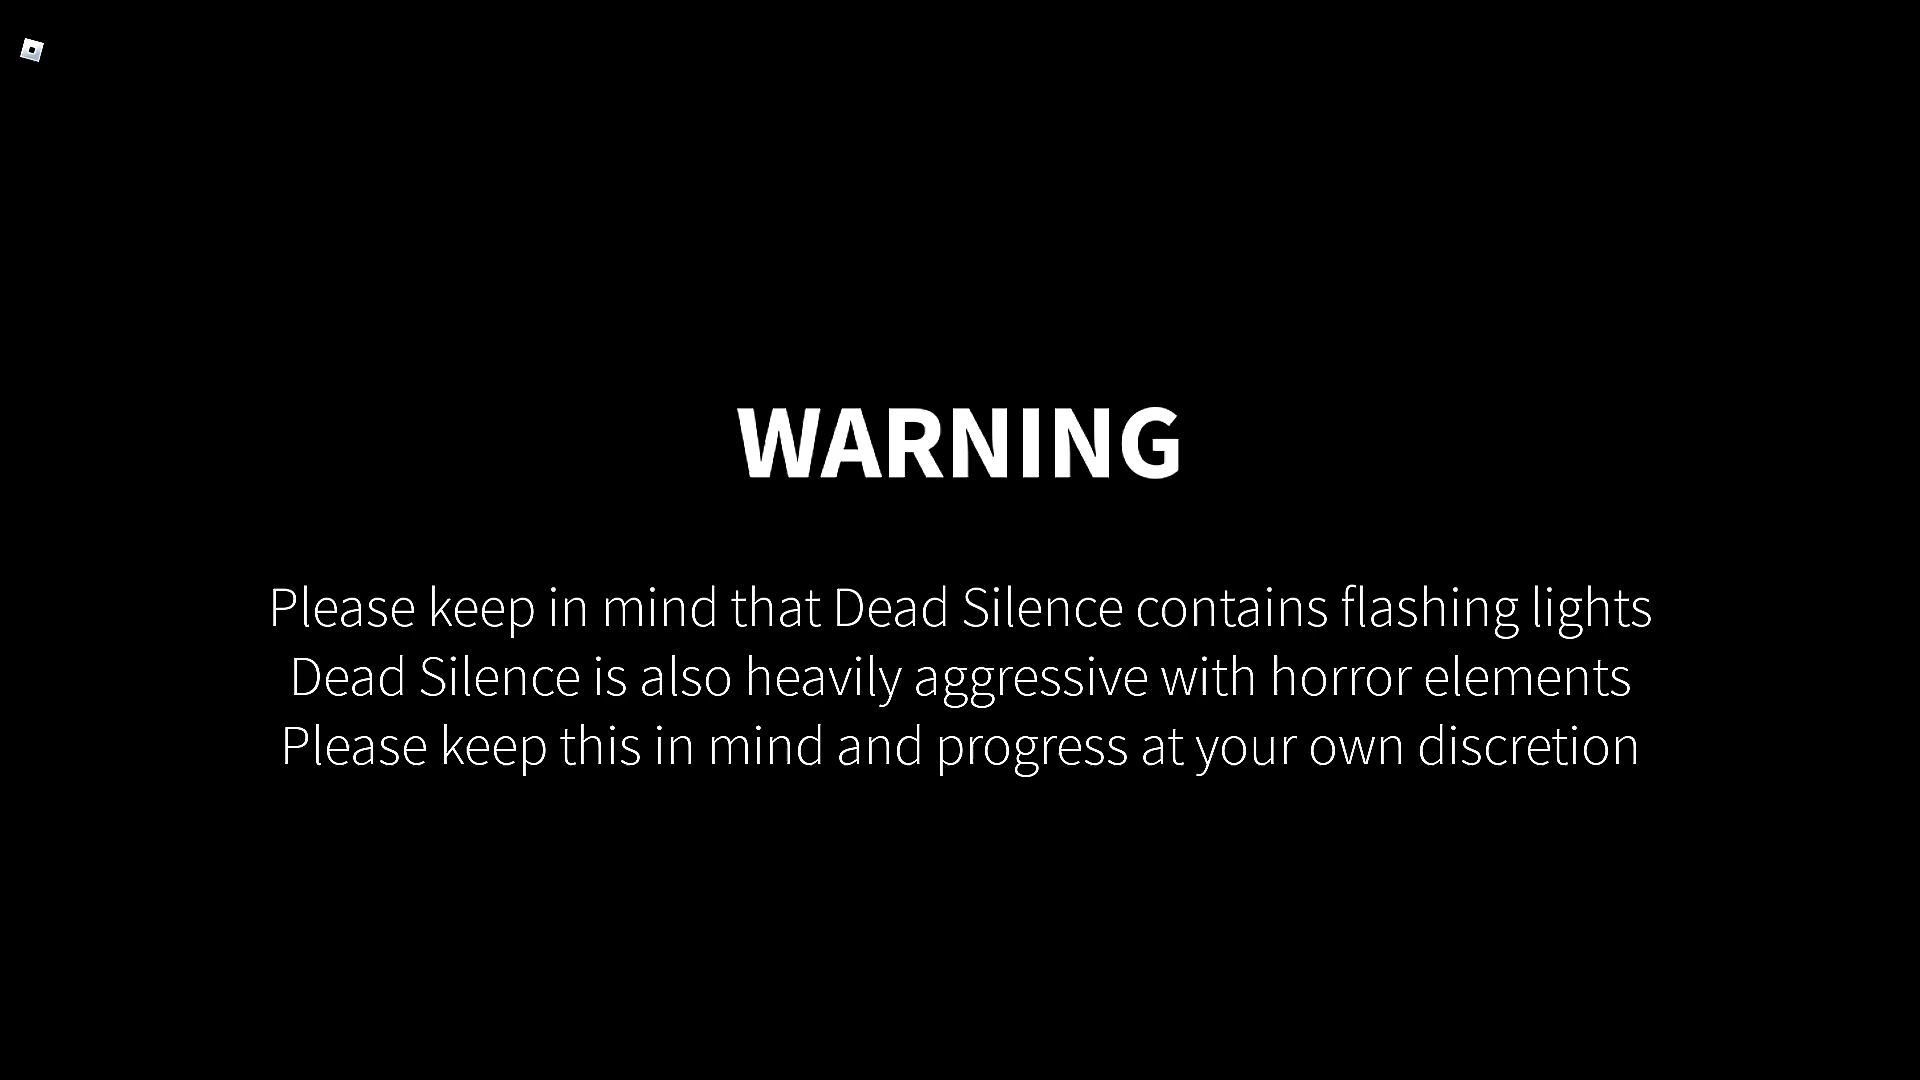 WARNING
Please keep in mind that Dead Silence contains flashing lights
Dead Silence is also heavily aggressive with horror elements
Please keep this in mind and progress at your own discretion